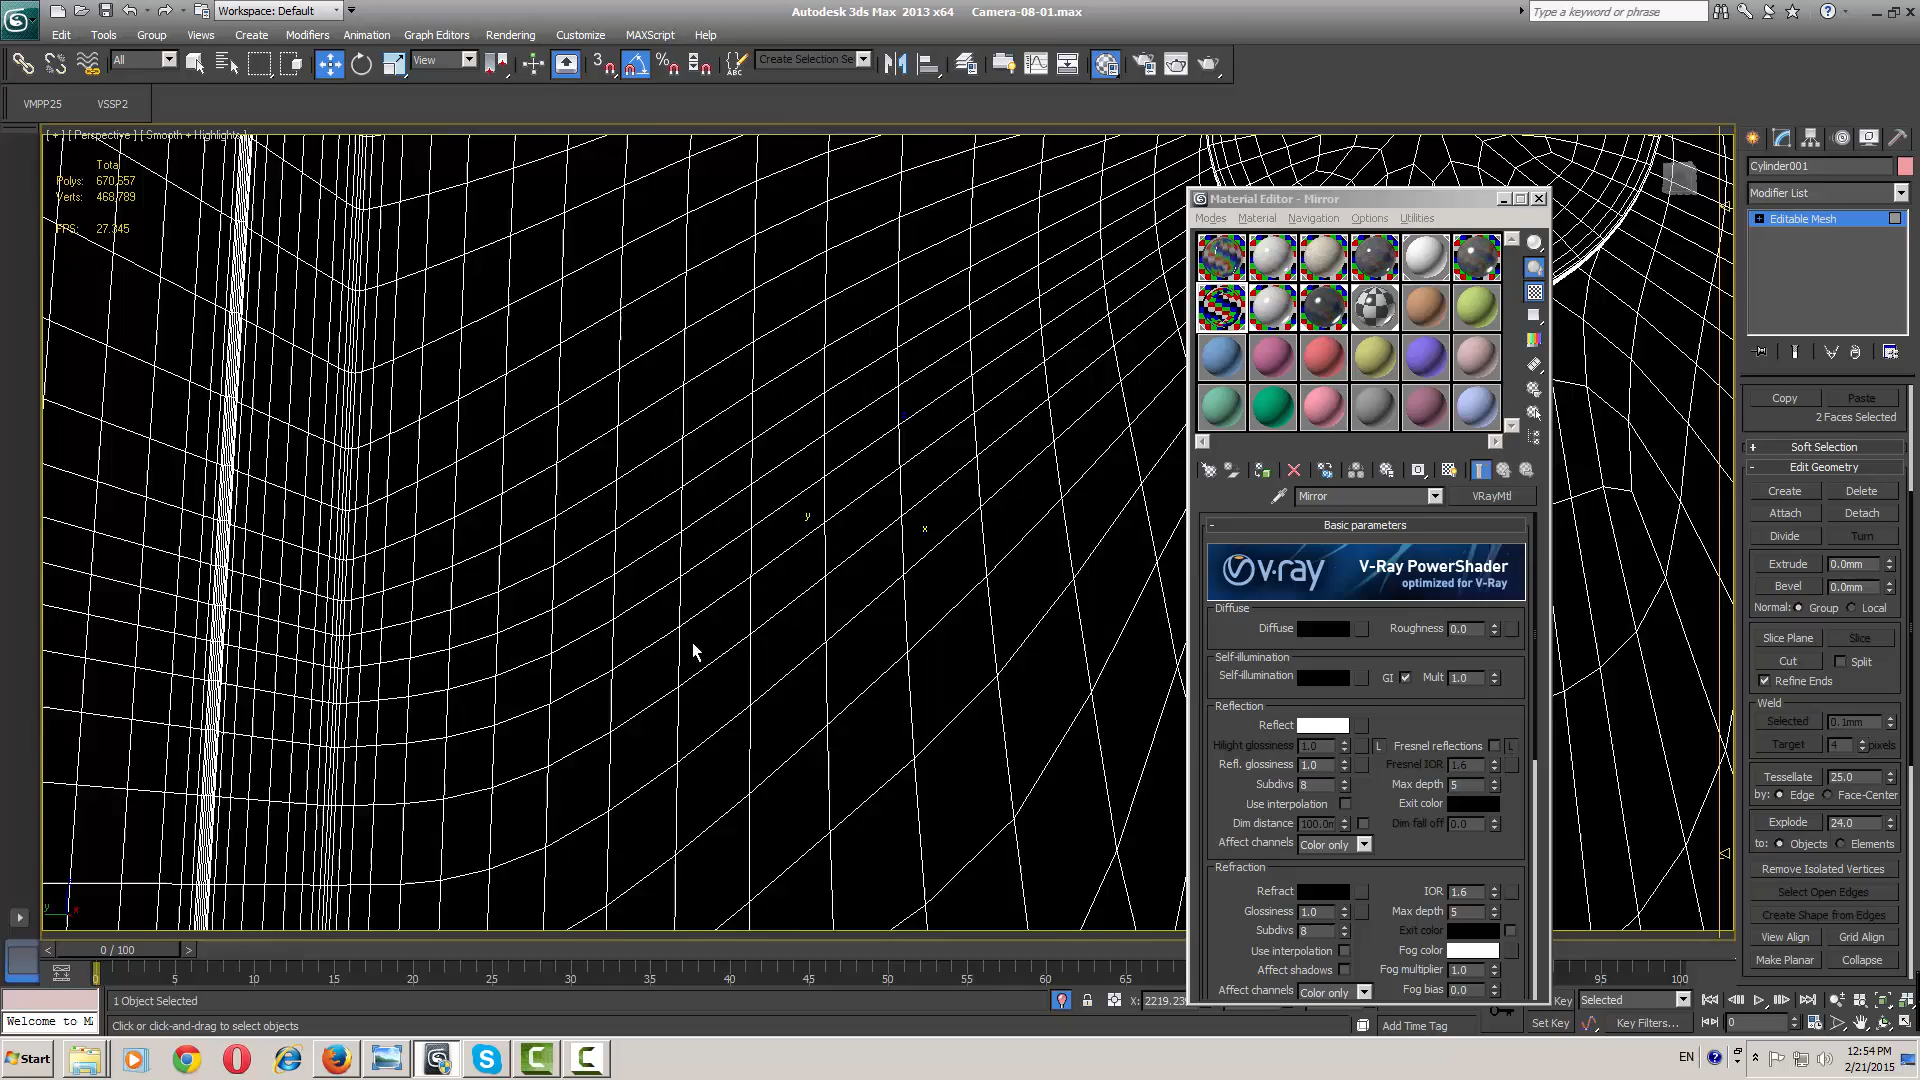 Workspace: Default
Autodesk 3ds Max 2013 x64 Camera-08-01.max
Type a keyword or phrase
Edit Tools Group Views Create Modifiers Animation Graph Editors Rendering Customize MAXScript Help
All
View
3
Create Selection Se
VMPP25 VSSP2
[ + ] [ Perspective ] [ Smooth + Highlights ]
Total
Polys: 670,657
Verts: 468,789
FPS: 27.345
y
x
Material Editor - Mirror
Modes Material Navigation Options Utilities
Mirror
VRayMtl
Basic parameters
v·ray
V-Ray PowerShader
optimized for V-Ray
Diffuse
Diffuse
Roughness 0.0
Self-illumination
Self-illumination
GI Mult 1.0
Reflection
Reflect
Hilight glossiness 1.0 L Fresnel reflections L
Refl. glossiness 1.0 Fresnel IOR 1.6
Subdivs 8 Max depth 5
Use interpolation Exit color
Dim distance 100.0m Dim fall off 0.0
Affect channels Color only
Refraction
Refract IOR 1.6
Glossiness 1.0 Max depth 5
Subdivs 8 Exit color
Use interpolation Fog color
Affect shadows Fog multiplier 1.0
Affect channels Color only Fog bias 0.0
Cylinder001
Modifier List
Editable Mesh
Copy Paste
2 Faces Selected
+ Soft Selection
- Edit Geometry
Create Delete
Attach Detach
Divide Turn
Extrude 0.0mm
Bevel 0.0mm
Normal: Group Local
Slice Plane Slice
Cut Split
Refine Ends
Weld
Selected 0.1mm
Target 4 pixels
Tessellate 25.0
by: Edge Face-Center
Explode 24.0
to: Objects Elements
Remove Isolated Vertices
Select Open Edges
Create Shape from Edges
View Align Grid Align
Make Planar Collapse
y x
< 0 / 100 >
0 5 10 15 20 25 30 35 40 45 50 55 60 65 95 100
1 Object Selected
X: 2219.239
Key Selected
Welcome to M
Click or click-and-drag to select objects
Add Time Tag
Set Key
Key Filters...
0
Start
EN
12:54 PM
2/21/2015